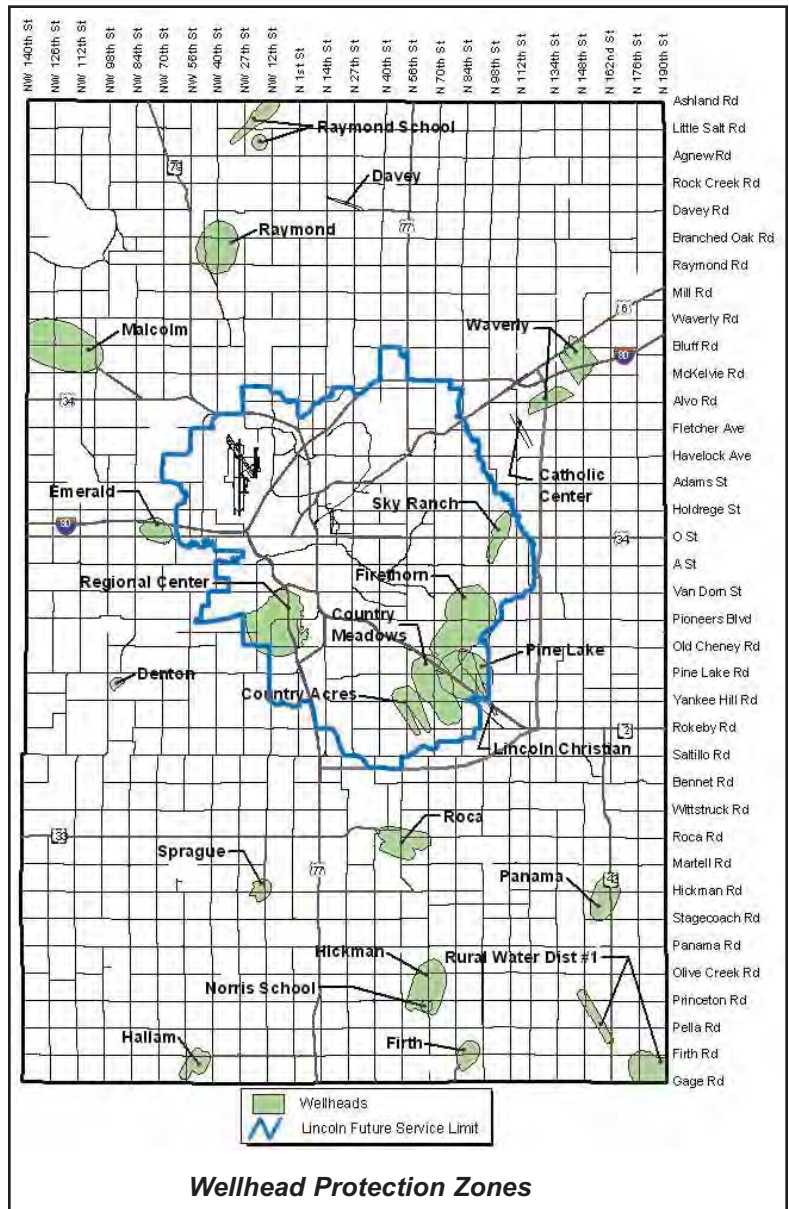 NW 140th St
NW 126th St
NW 112th St
NW 98th St
NW 84th St
NW 70th St
NW 56th St
NW 40th St
NW 27th St
NW 12th St
N 1st St
N 14th St
N 27th St
N 40th St
N 56th St
N 70th St
N 84th St
N 98th St
N 112th St
N 134th St
N 148th St
N 162nd St
N 176th St
N 190th St
Ashland Rd
Raymond School
Little Salt Rd
Agnew Rd
79
Davey
Rock Creek Rd
Davey Rd
77
Raymond
Branched Oak Rd
Raymond Rd
Mill Rd
6
Malcolm
Waverly
Waverly Rd
Bluff Rd
80
McKelvie Rd
34
Alvo Rd
Fletcher Ave
Havelock Ave
Catholic
Center
Adams St
Emerald
Sky Ranch
Holdrege St
80
34
O St
A St
Regional Center
Firethorn
Van Dorn St
Country
Meadows
Pioneers Blvd
Old Cheney Rd
Pine Lake
Denton
Pine Lake Rd
Country Acres
Yankee Hill Rd
2
Rokeby Rd
Lincoln Christian
Saltillo Rd
Bennet Rd
Wittstruck Rd
Roca
33
Roca Rd
Sprague
Martell Rd
77
Panama
43
Hickman Rd
Stagecoach Rd
Panama Rd
Hickman
Rural Water Dist #1
Olive Creek Rd
Norris School
Princeton Rd
Pella Rd
Hallam
Firth
Firth Rd
Gage Rd
Wellheads
Lincoln Future Service Limit
Wellhead Protection Zones